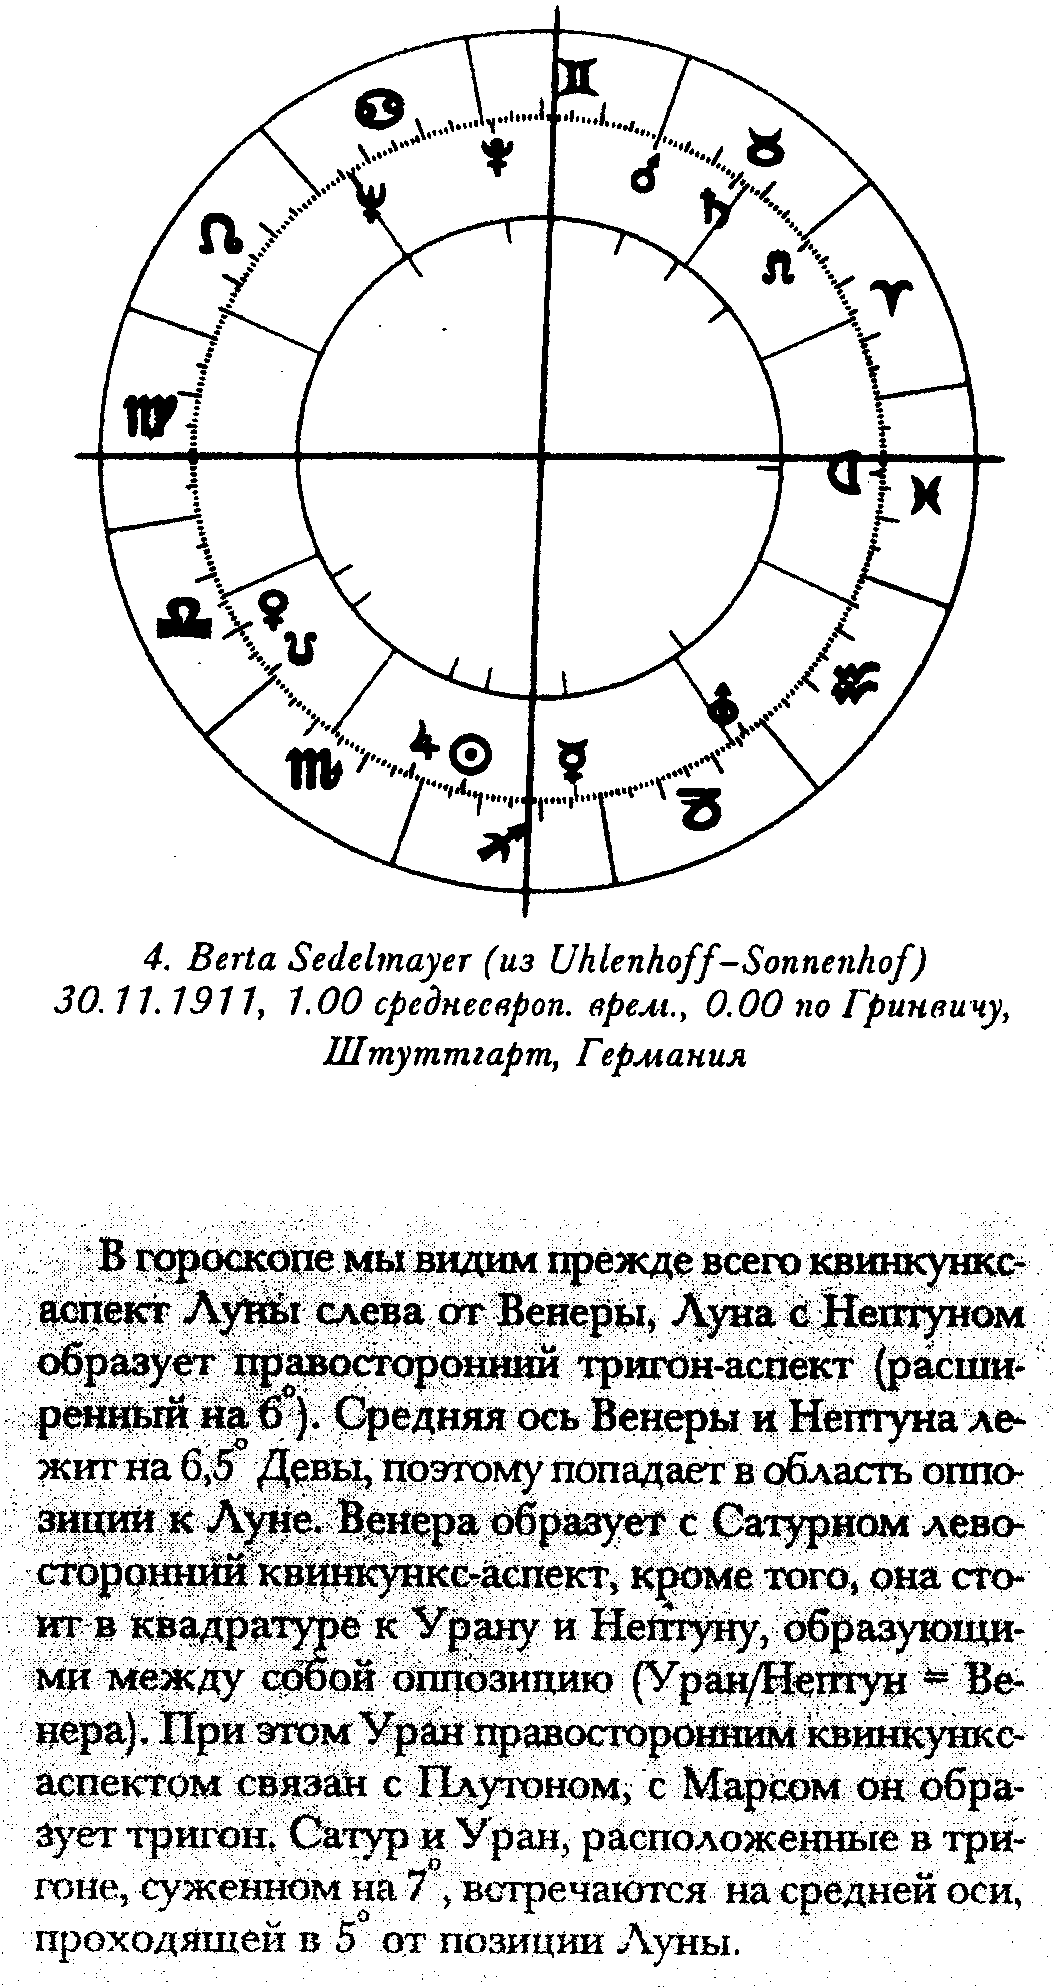 4. Berta Sedelmayer (из Uhlenhoff–Sonnenhof)
30.11.1911, 1.00 среднеевроп. врем., 0.00 по Гринвичу,
Штуттгарт, Германия
В гороскопе мы видим прежде всего квинкункс-
аспект Луны слева от Венеры, Луна с Нептуном
образует правосторонний тригон-аспект (расши-
ренный на 6°). Средняя ось Венеры и Нептуна ле-
жит на 6,5° Девы, поэтому попадает в область оппо-
зиции к Луне. Венера образует с Сатурном лево-
сторонний квинкункс-аспект, кроме того, она сто-
ит в квадратуре к Урану и Нептуну, образующи-
ми между собой оппозицию (Уран/Нептун = Ве-
нера). При этом Уран правосторонним квинкункс-
аспектом связан с Плутоном, с Марсом он обра-
зует тригон. Сатур и Уран, расположенные в три-
гоне, суженном на 7°, встречаются на средней оси,
проходящей в 5° от позиции Луны.